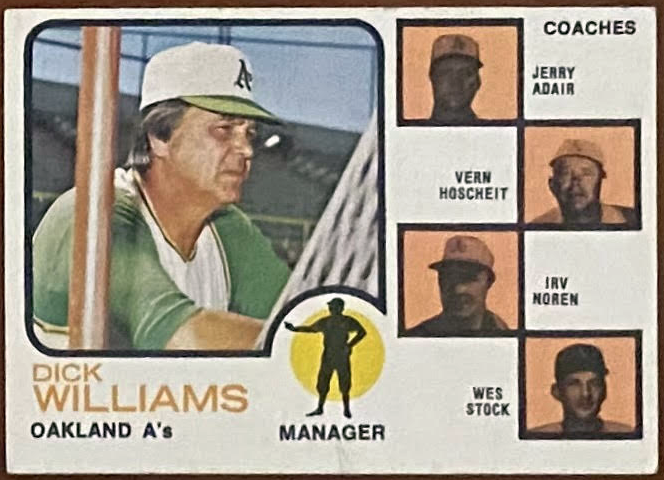 A's
DICK
WILLIAMS
OAKLAND A's
MANAGER
COACHES
JERRY
ADAIR
VERN
HOSCHEIT
IRV
NOREN
WES
STOCK